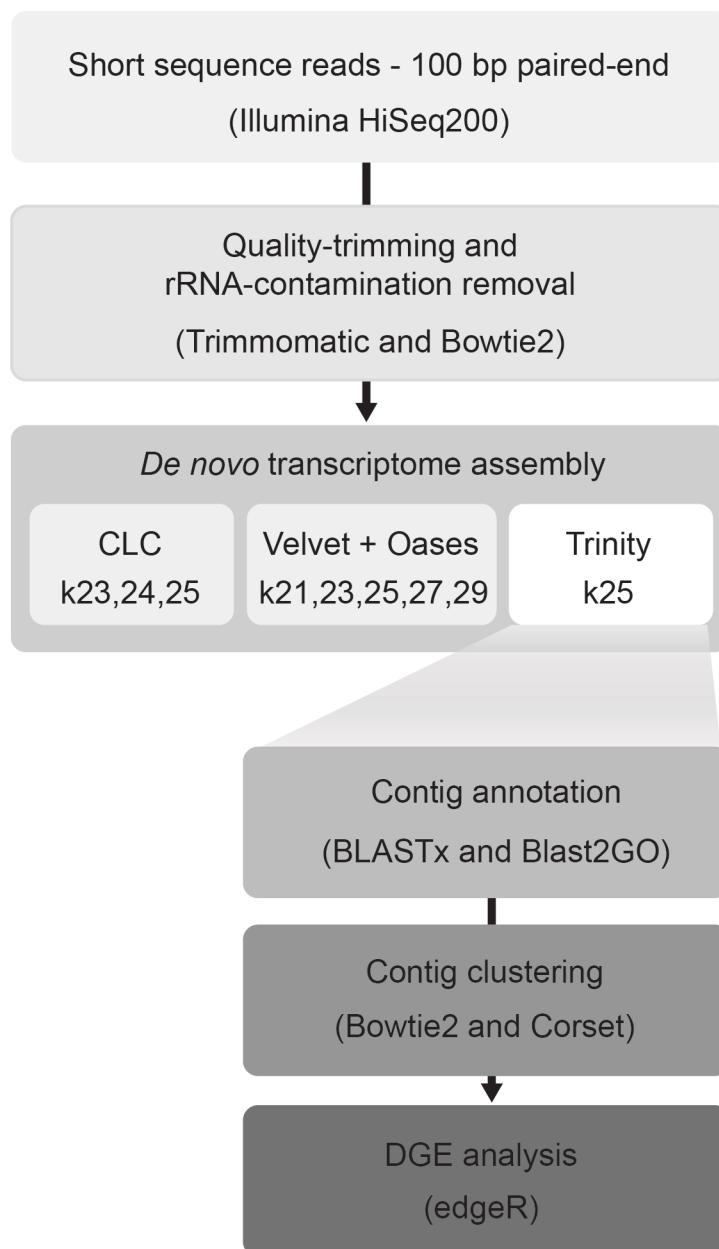 Short sequence reads - 100 bp paired-end
(Illumina HiSeq200)
Quality-trimming and
rRNA-contamination removal
(Trimmomatic and Bowtie2)
De novo transcriptome assembly
CLC
k23,24,25
Velvet + Oases
k21,23,25,27,29
Trinity
k25
Contig annotation
(BLASTx and Blast2GO)
Contig clustering
(Bowtie2 and Corset)
DGE analysis
(edgeR)